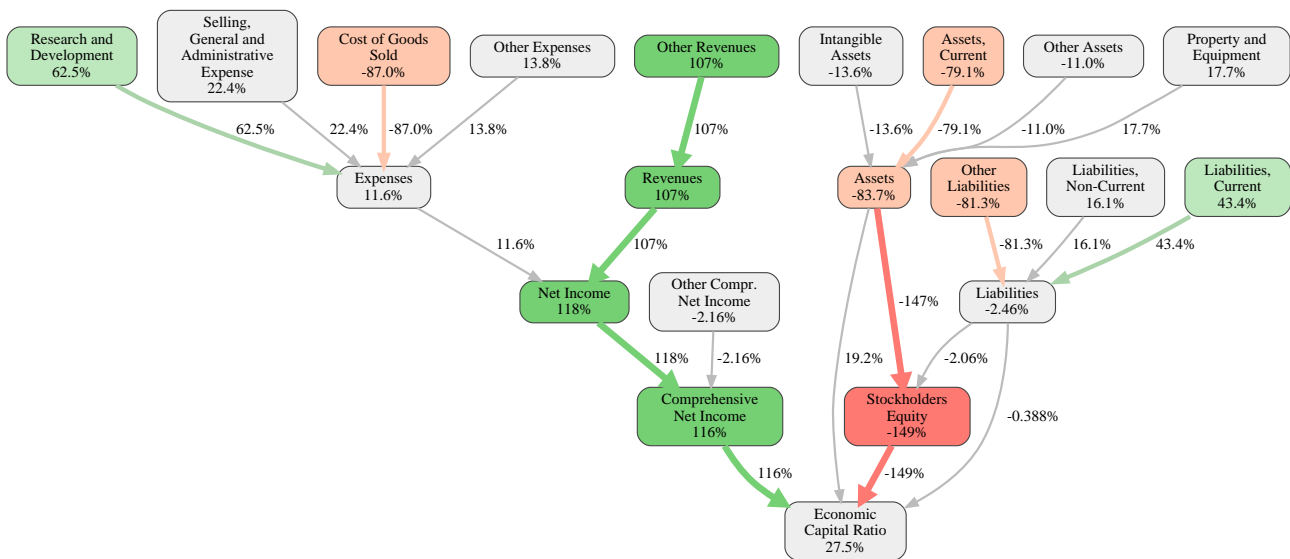 Research and
Development
62.5%
Selling,
General and
Administrative
Expense
22.4%
Cost of Goods
Sold
-87.0%
Other Expenses
13.8%
Other Revenues
107%
Intangible
Assets
-13.6%
Assets,
Current
-79.1%
Other Assets
-11.0%
Property and
Equipment
17.7%
62.5%
22.4%
-87.0%
13.8%
107%
-13.6%
-79.1%
-11.0%
17.7%
Expenses
11.6%
Revenues
107%
Assets
-83.7%
Other
Liabilities
-81.3%
Liabilities,
Non-Current
16.1%
Liabilities,
Current
43.4%
11.6%
107%
-81.3%
16.1%
43.4%
Net Income
118%
Other Compr.
Net Income
-2.16%
-147%
Liabilities
-2.46%
118%
-2.16%
19.2%
-2.06%
Comprehensive
Net Income
116%
Stockholders
Equity
-149%
-0.388%
116%
-149%
Economic
Capital Ratio
27.5%